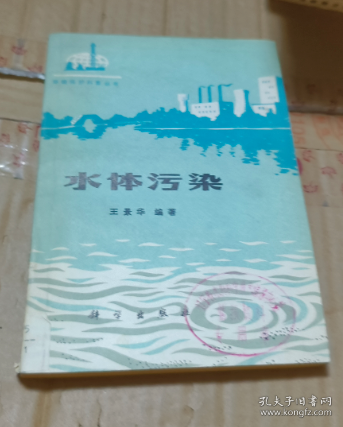 水体污染
王景华 编著
科学出版社
孔夫子旧书网
www.kongfz.com